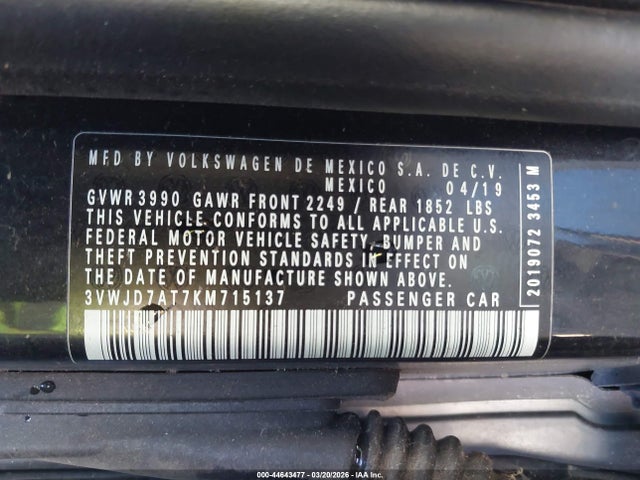 MFD BY VOLKSWAGEN DE MEXICO S.A. DE C.V.
MEXICO 04/19
GVWR 3990 GAWR FRONT 2249 / REAR 1852 LBS
THIS VEHICLE CONFORMS TO ALL APPLICABLE U.S.
FEDERAL MOTOR VEHICLE SAFETY, BUMPER AND
THEFT PREVENTION STANDARDS IN EFFECT ON
THE DATE OF MANUFACTURE SHOWN ABOVE.
3VWJD7AT7KM715137 PASSENGER CAR
2019072 3453 M
000-44643477 - 03/20/2026 - IAA Inc.